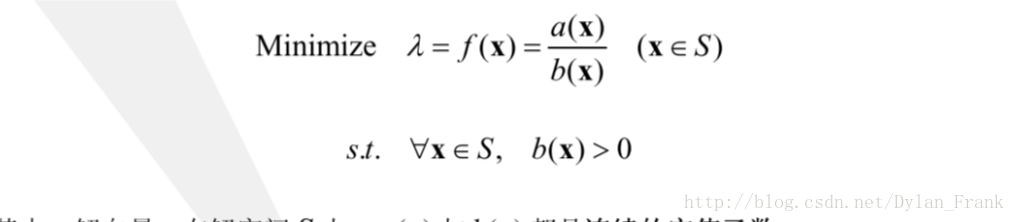 Minimize λ = f(x) = a(x)/b(x) (x ∈ S)
s.t. ∀x ∈ S, b(x) > 0
http://blog.csdn.net/Dylan_Frank